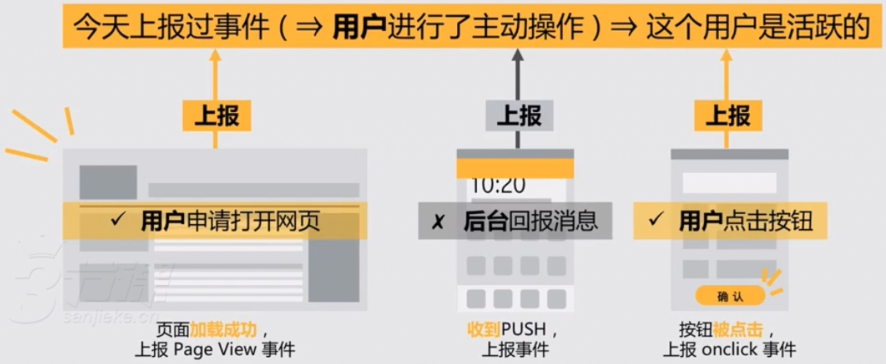 今天上报过事件(⇒用户进行了主动操作)⇒这个用户是活跃的
上报
上报
上报
10:20
✓ 用户申请打开网页
✗ 后台回报消息
✓ 用户点击按钮
确认
三节课
sanjieke.cn
页面加载成功，
上报 Page View 事件
收到PUSH，
上报事件
按钮被点击，
上报 onclick 事件